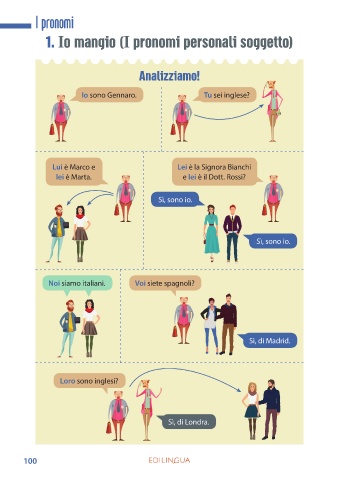 I pronomi
1. Io mangio (I pronomi personali soggetto)
Analizziamo!
Io sono Gennaro.
Tu sei inglese?
Lui è Marco e
lei è Marta.
Lei è la Signora Bianchi
e lei è il Dott. Rossi?
Sì, sono io.
Sì, sono io.
Noi siamo italiani.
Voi siete spagnoli?
Sì, di Madrid.
Loro sono inglesi?
Sì, di Londra.
100
EDILINGUA